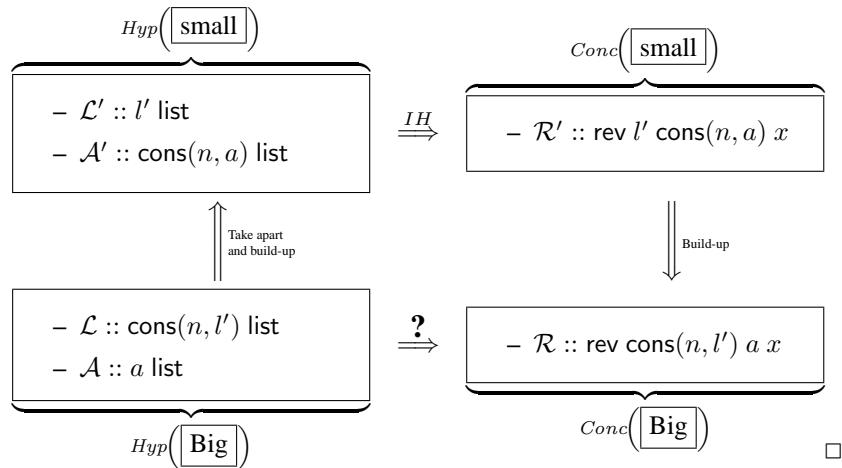 Hyp( small )
Conc( small )
– 𝓛′ :: l′ list
– 𝓐′ :: cons(n, a) list
IH
⟹
– 𝓡′ :: rev l′ cons(n, a) x
Take apart
and build-up
Build-up
– 𝓛 :: cons(n, l′) list
– 𝓐 :: a list
?
⟹
– 𝓡 :: rev cons(n, l′) a x
Hyp( Big )
Conc( Big )
□